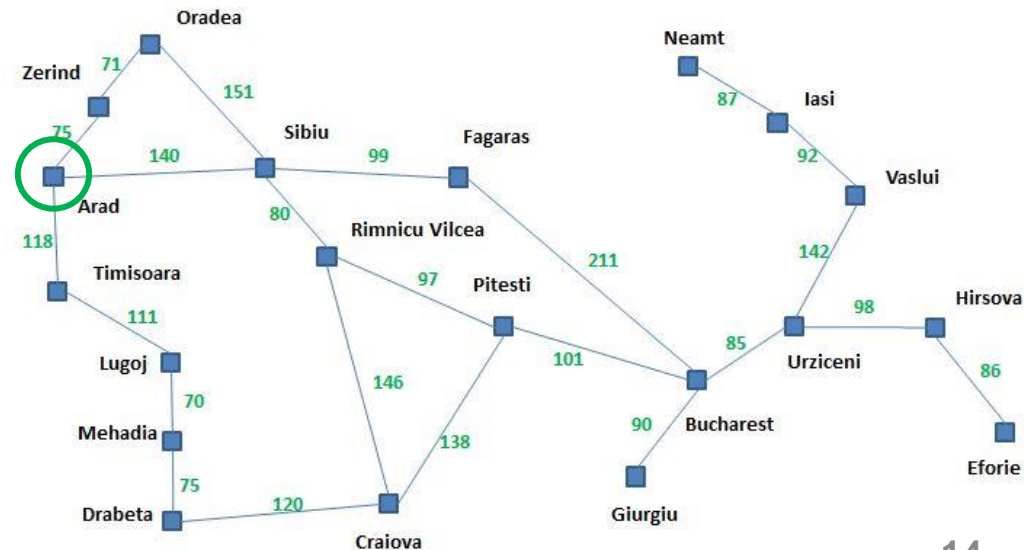 Oradea
Neamt
71
Zerind
87
Iasi
151
Sibiu
Fagaras
75
92
140
99
Vaslui
Arad
80
Rimnicu Vilcea
118
142
211
Timisoara
97
Pitesti
Hirsova
98
111
85
Lugoj
101
Urziceni
146
86
70
90
Bucharest
Mehadia
138
Eforie
75
120
Drabeta
Giurgiu
Craiova